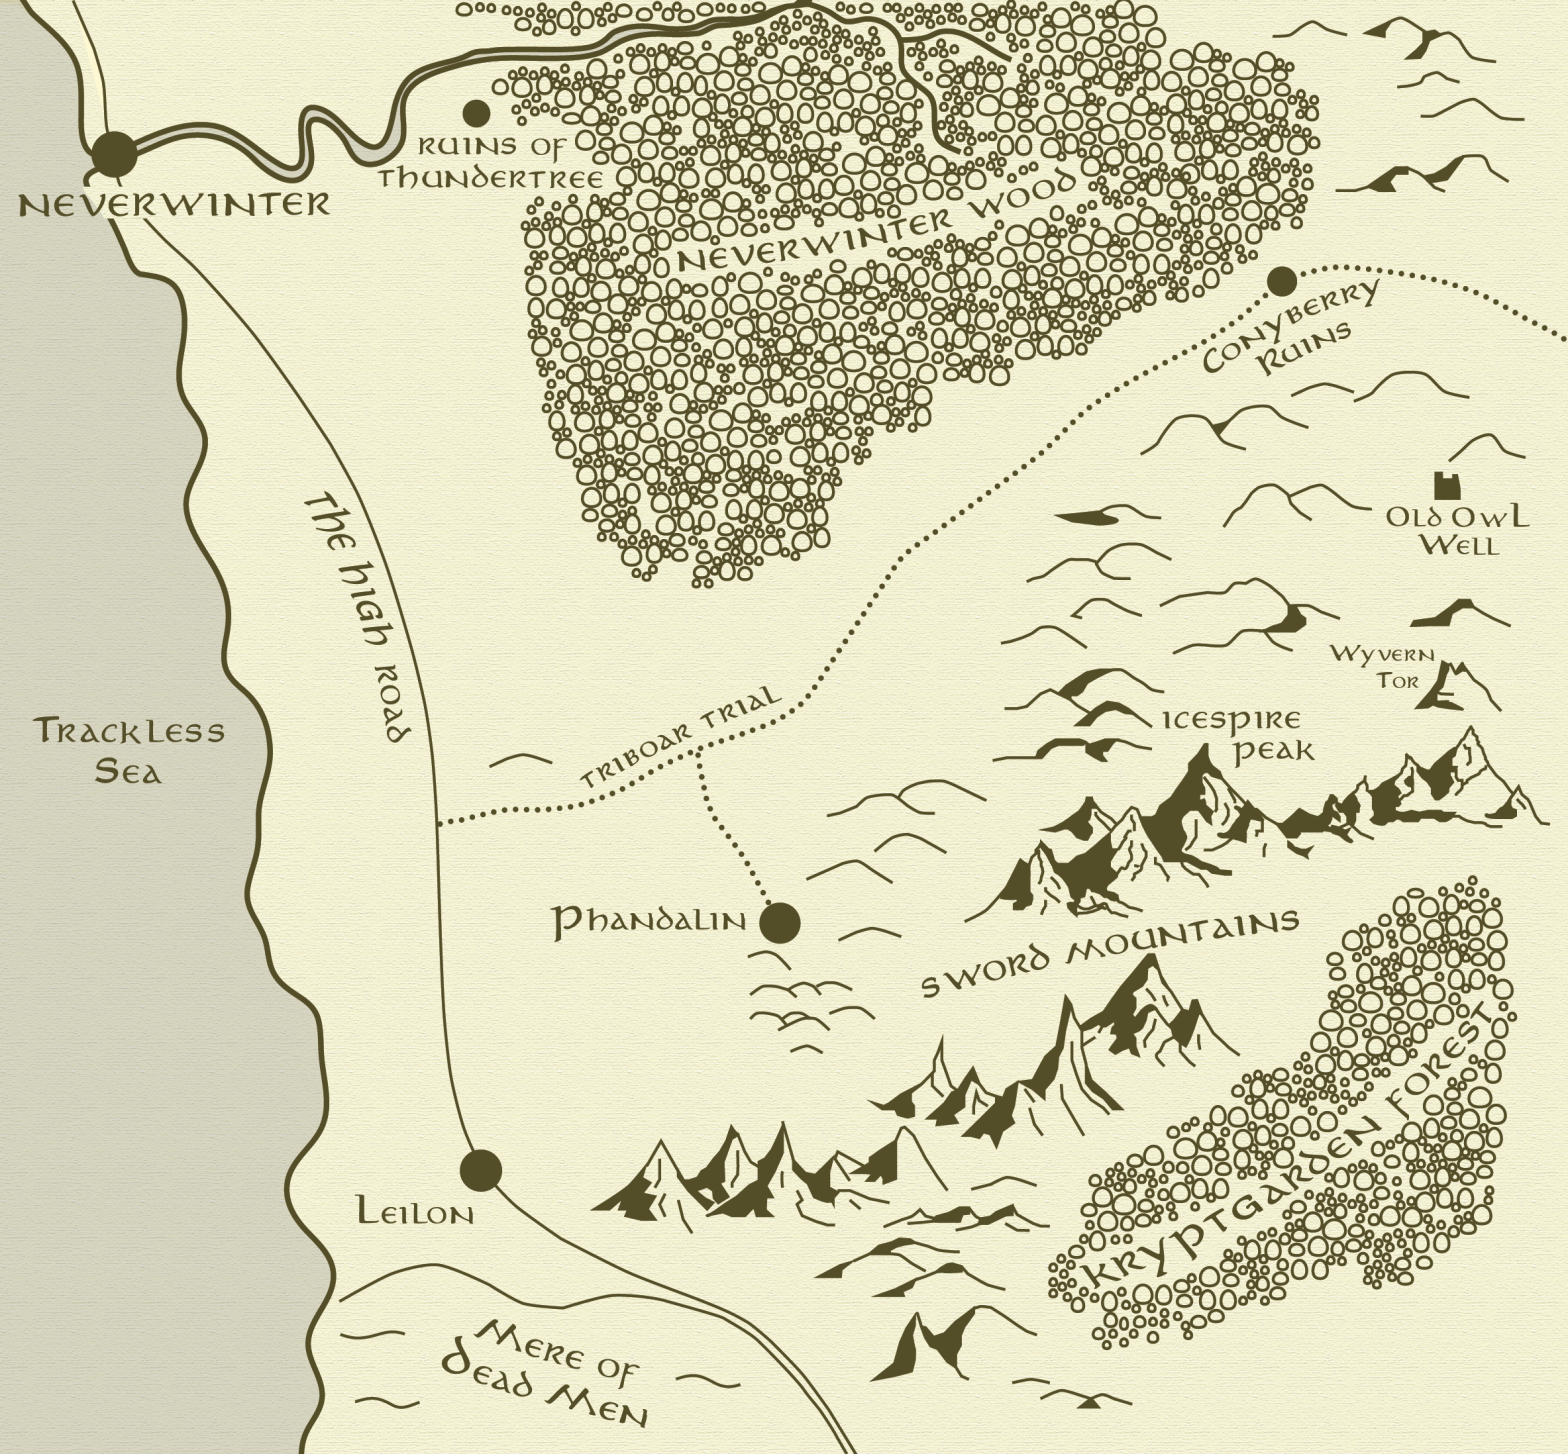 RUINS OF
THUNDERTREE
NEVERWINTER
NEVERWINTER WOOD
CONYBERRY
RUINS
THE HIGH ROAD
OLD OWL
WELL
WYVERN
TOR
TRACKLESS
SEA
TRIBOAR TRIAL
ICESPIRE
PEAK
PHANDALIN
SWORD MOUNTAINS
KRYPTGARDEN FOREST
LEILON
MERE OF
DEAD MEN